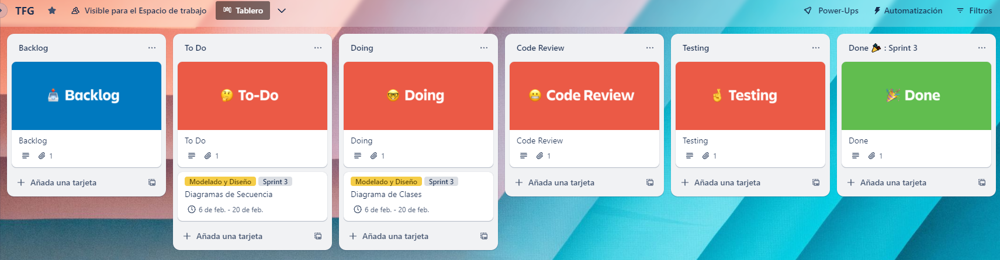 TFG Visible para el Espacio de trabajo Tablero Power-Ups Automatización Filtros
Backlog
Backlog
Backlog
1
Añada una tarjeta
To Do
To-Do
To Do
1
Modelado y Diseño Sprint 3
Diagramas de Secuencia
6 de feb. - 20 de feb.
Añada una tarjeta
Doing
Doing
Doing
1
Modelado y Diseño Sprint 3
Diagrama de Clases
6 de feb. - 20 de feb.
Añada una tarjeta
Code Review
Code Review
Code Review
1
Añada una tarjeta
Testing
Testing
Testing
1
Añada una tarjeta
Done 🎉 : Sprint 3
Done
Done
1
Añada una tarjeta